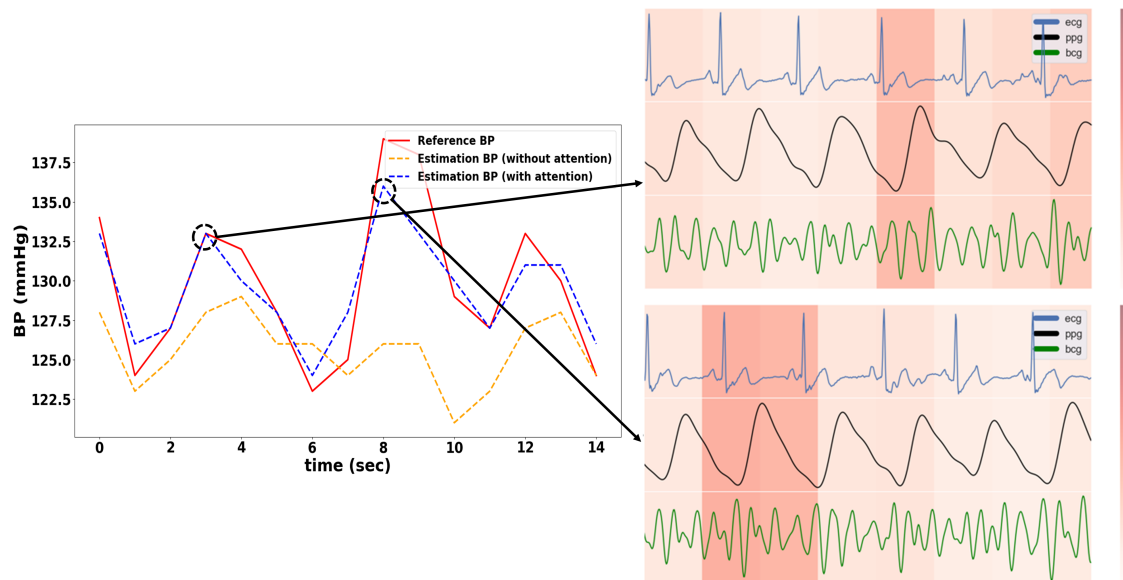 Reference BP
Estimation BP (without attention)
Estimation BP (with attention)
BP (mmHg)
137.5
135.0
132.5
130.0
127.5
125.0
122.5
0 2 4 6 8 10 12 14
time (sec)
ecg
ppg
bcg
ecg
ppg
bcg